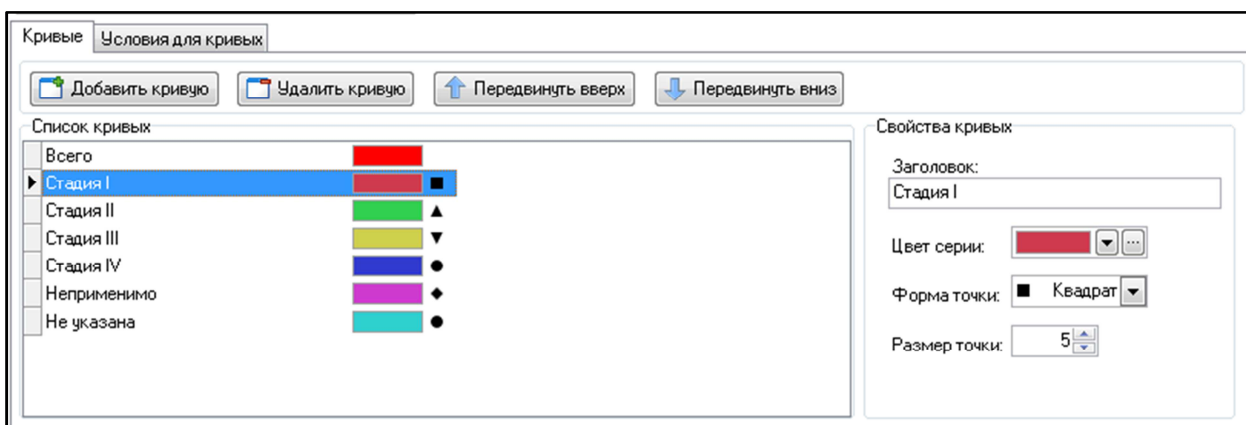 Кривые Условия для кривых
Добавить кривую Удалить кривую Передвинуть вверх Передвинуть вниз
Список кривых
Всего
Стадия I
Стадия II
Стадия III
Стадия IV
Неприменимо
Не указана
Свойства кривых
Заголовок:
Стадия I
Цвет серии:
Форма точки: Квадрат
Размер точки: 5